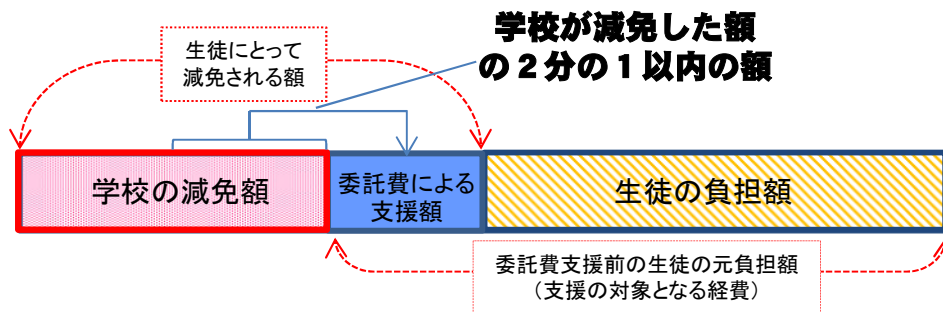 学校が減免した額
の２分の１以内の額
生徒にとって
減免される額
学校の減免額
委託費による
支援額
生徒の負担額
委託費支援前の生徒の元負担額
（支援の対象となる経費）